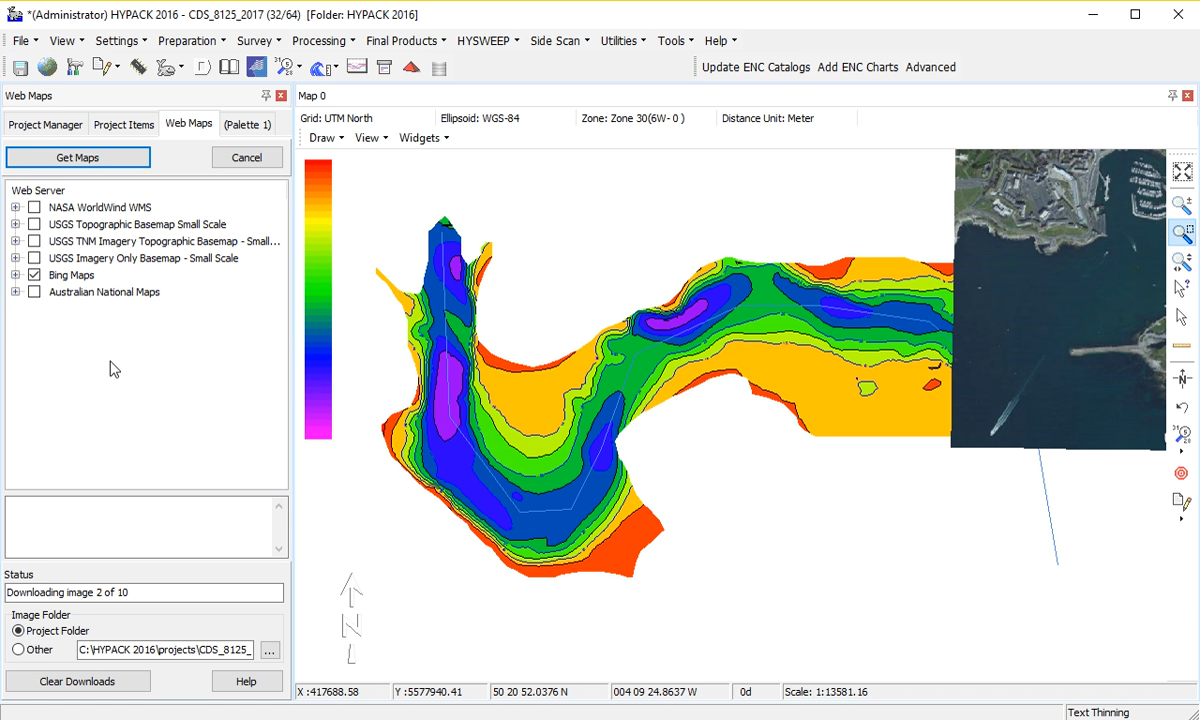 *(Administrator) HYPACK 2016 - CDS_8125_2017 (32/64) [Folder: HYPACK 2016]
File View Settings Preparation Survey Processing Final Products HYSWEEP Side Scan Utilities Tools Help
Update ENC Catalogs Add ENC Charts Advanced
Web Maps
Project Manager Project Items Web Maps (Palette 1)
Get Maps Cancel
Web Server
NASA WorldWind WMS
USGS Topographic Basemap Small Scale
USGS TNM Imagery Topographic Basemap - Small...
USGS Imagery Only Basemap - Small Scale
Bing Maps
Australian National Maps
Status
Downloading image 2 of 10
Image Folder
Project Folder
Other C:\HYPACK 2016\projects\CDS_8125_ ...
Clear Downloads Help
Map 0
Grid: UTM North Ellipsoid: WGS-84 Zone: Zone 30(6W- 0 ) Distance Unit: Meter
Draw View Widgets
N
X :417688.58 Y :5577940.41 50 20 52.0376 N 004 09 24.8637 W 0d Scale: 1:13581.16
Text Thinning